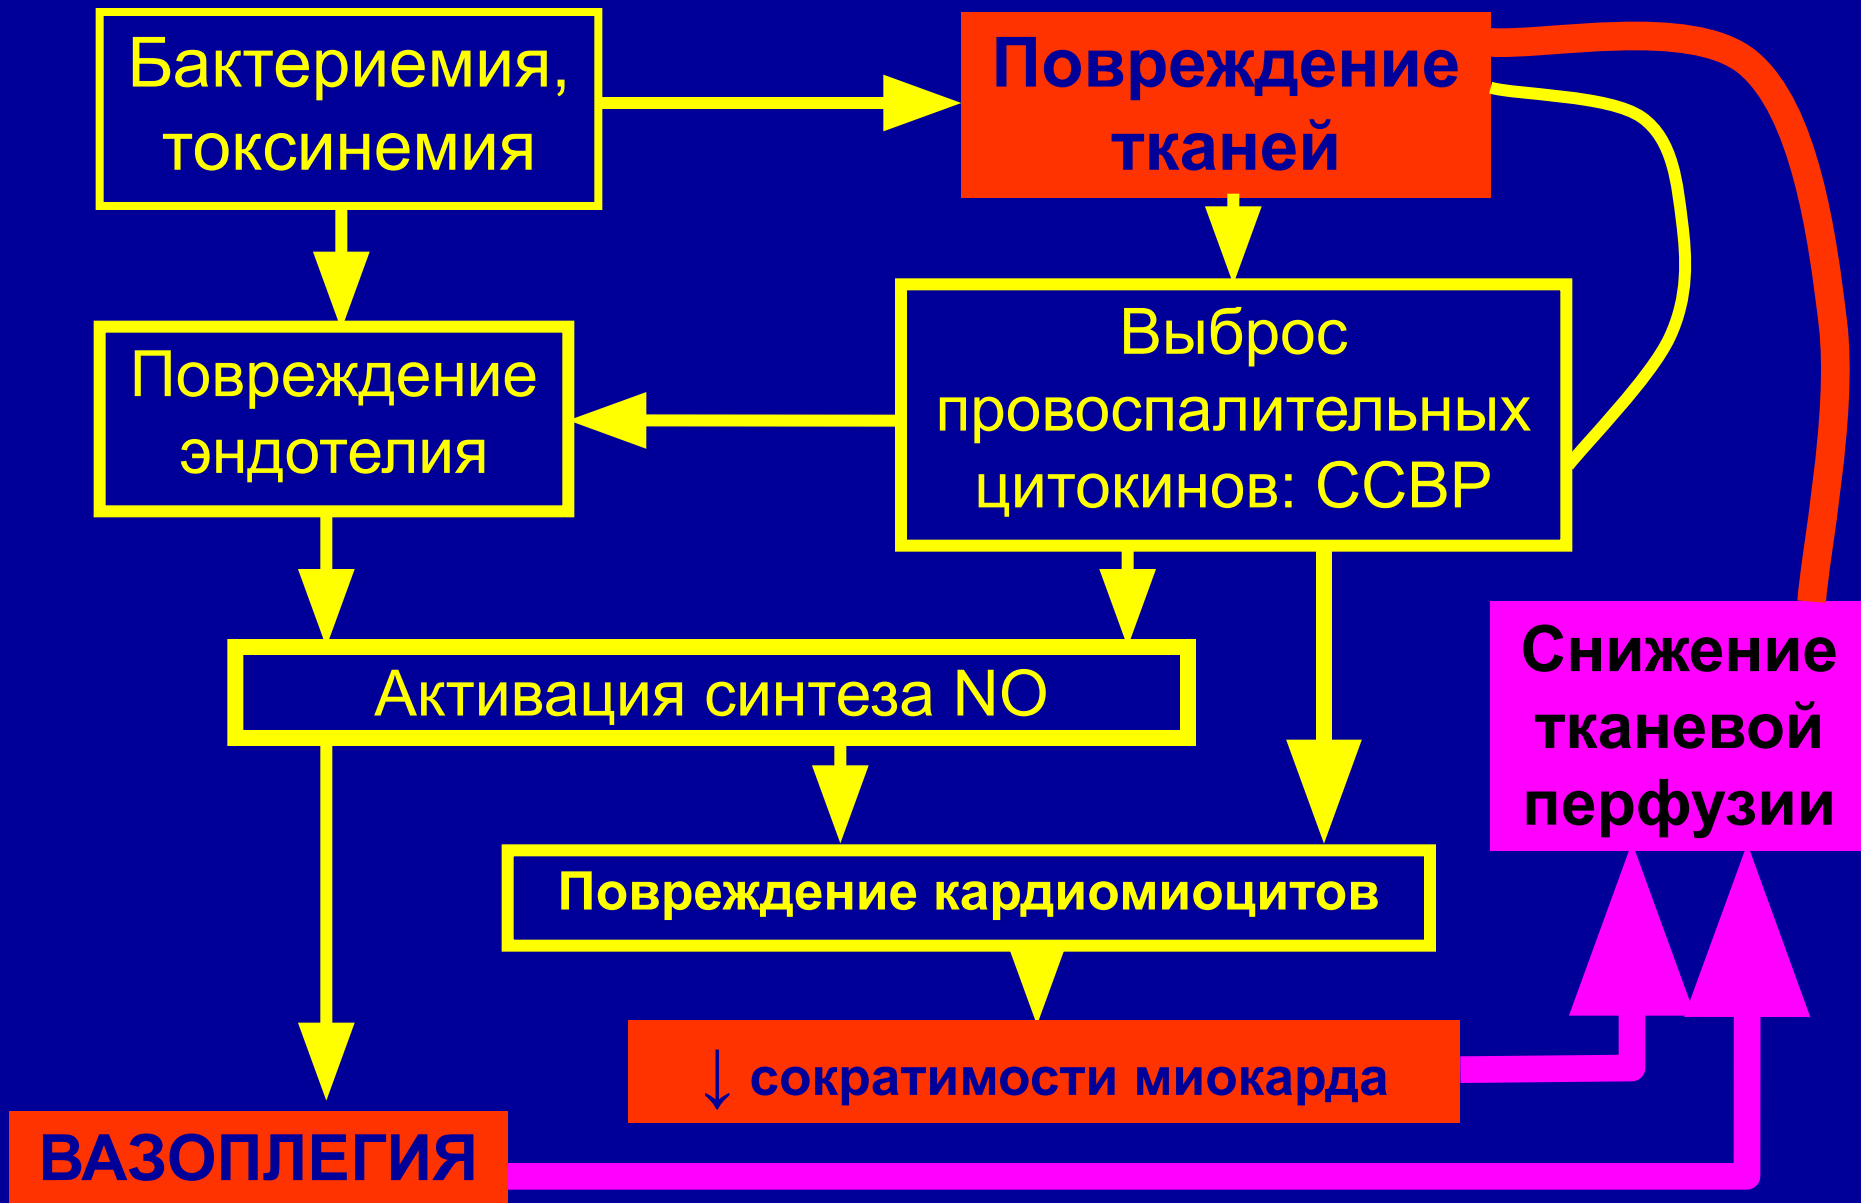 Бактериемия,
токсинемия
Повреждение
тканей
Повреждение
эндотелия
Выброс
провоспалительных
цитокинов: ССВР
Активация синтеза NO
Снижение
тканевой
перфузии
Повреждение кардиомиоцитов
↓ сократимости миокарда
ВАЗОПЛЕГИЯ